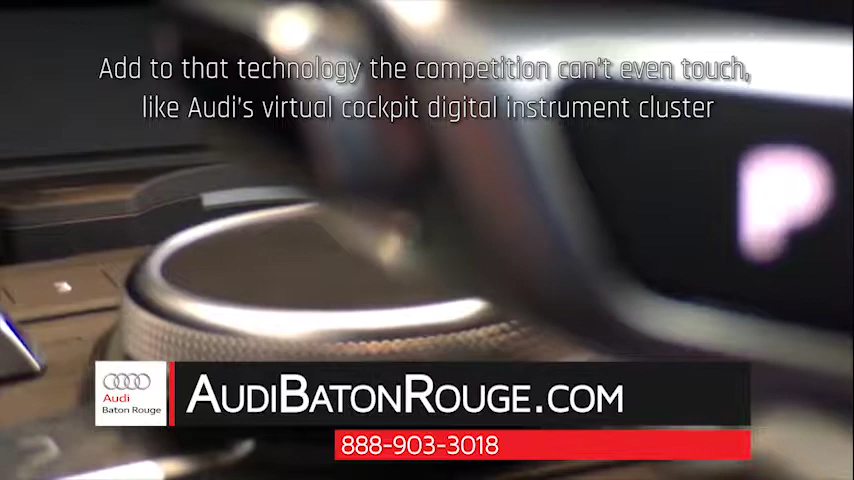 Add to that technology the competition can't even touch,
like Audi's virtual cockpit digital instrument cluster
P
Audi
Baton Rouge
AUDIBATONROUGE.COM
888-903-3018